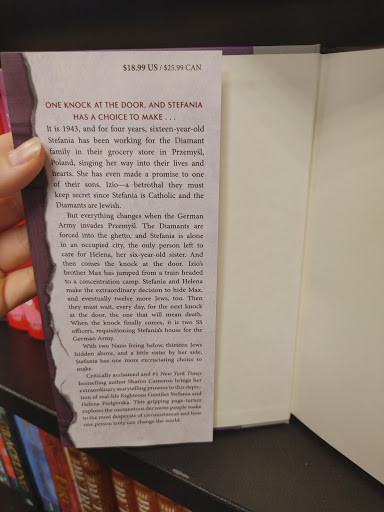 $18.99 US / $25.99 CAN
ONE KNOCK AT THE DOOR, AND STEFANIA
HAS A CHOICE TO MAKE . . .
It is 1943, and for four years, sixteen-year-old
Stefania has been working for the Diamant
family in their grocery store in Przemyśl,
Poland, singing her way into their lives and
hearts. She has even made a promise to one
of their sons, Izio—a betrothal they must
keep secret since Stefania is Catholic and the
Diamants are Jewish.
But everything changes when the German
Army invades Przemyśl. The Diamants are
forced into the ghetto, and Stefania is alone
in an occupied city, the only person left to
care for Helena, her six-year-old sister. And
then comes the knock at the door. Izio's
brother Max has jumped from a train headed
to a concentration camp. Stefania and Helena
make the extraordinary decision to hide Max,
and eventually twelve more Jews, too. Then
they must wait, every day, for the next knock
at the door, the one that will mean death.
When the knock finally comes, it is two SS
officers, requisitioning Stefania's house for the
German Army.
With two Nazis living below, thirteen Jews
hidden above, and a little sister by her side,
Stefania has one more excruciating choice to
make.
Critically acclaimed and #1 New York Times
bestselling author Sharon Cameron brings her
extraordinary storytelling prowess to this depic-
tion of real-life Righteous Gentiles Stefania and
Helena Podgórska. This gripping page-turner
explores the momentous decisions people make
in the most desperate of circumstances and how
one person truly can change the world.